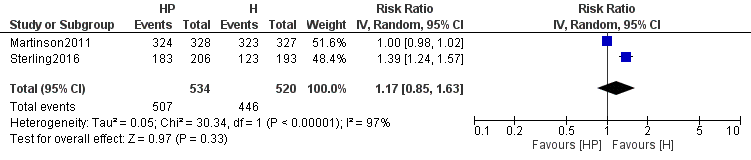 HP H Risk Ratio Risk Ratio
Study or Subgroup Events Total Events Total Weight IV, Random, 95% CI IV, Random, 95% CI
Martinson2011 324 328 323 327 51.6% 1.00 [0.98, 1.02]
Sterling2016 183 206 123 193 48.4% 1.39 [1.24, 1.57]
Total (95% CI) 534 520 100.0% 1.17 [0.85, 1.63]
Total events 507 446
Heterogeneity: Tau² = 0.05; Chi² = 30.34, df = 1 (P < 0.00001); I² = 97%
Test for overall effect: Z = 0.97 (P = 0.33)
0.1 0.2 0.5 1 2 5 10
Favours [HP] Favours [H]